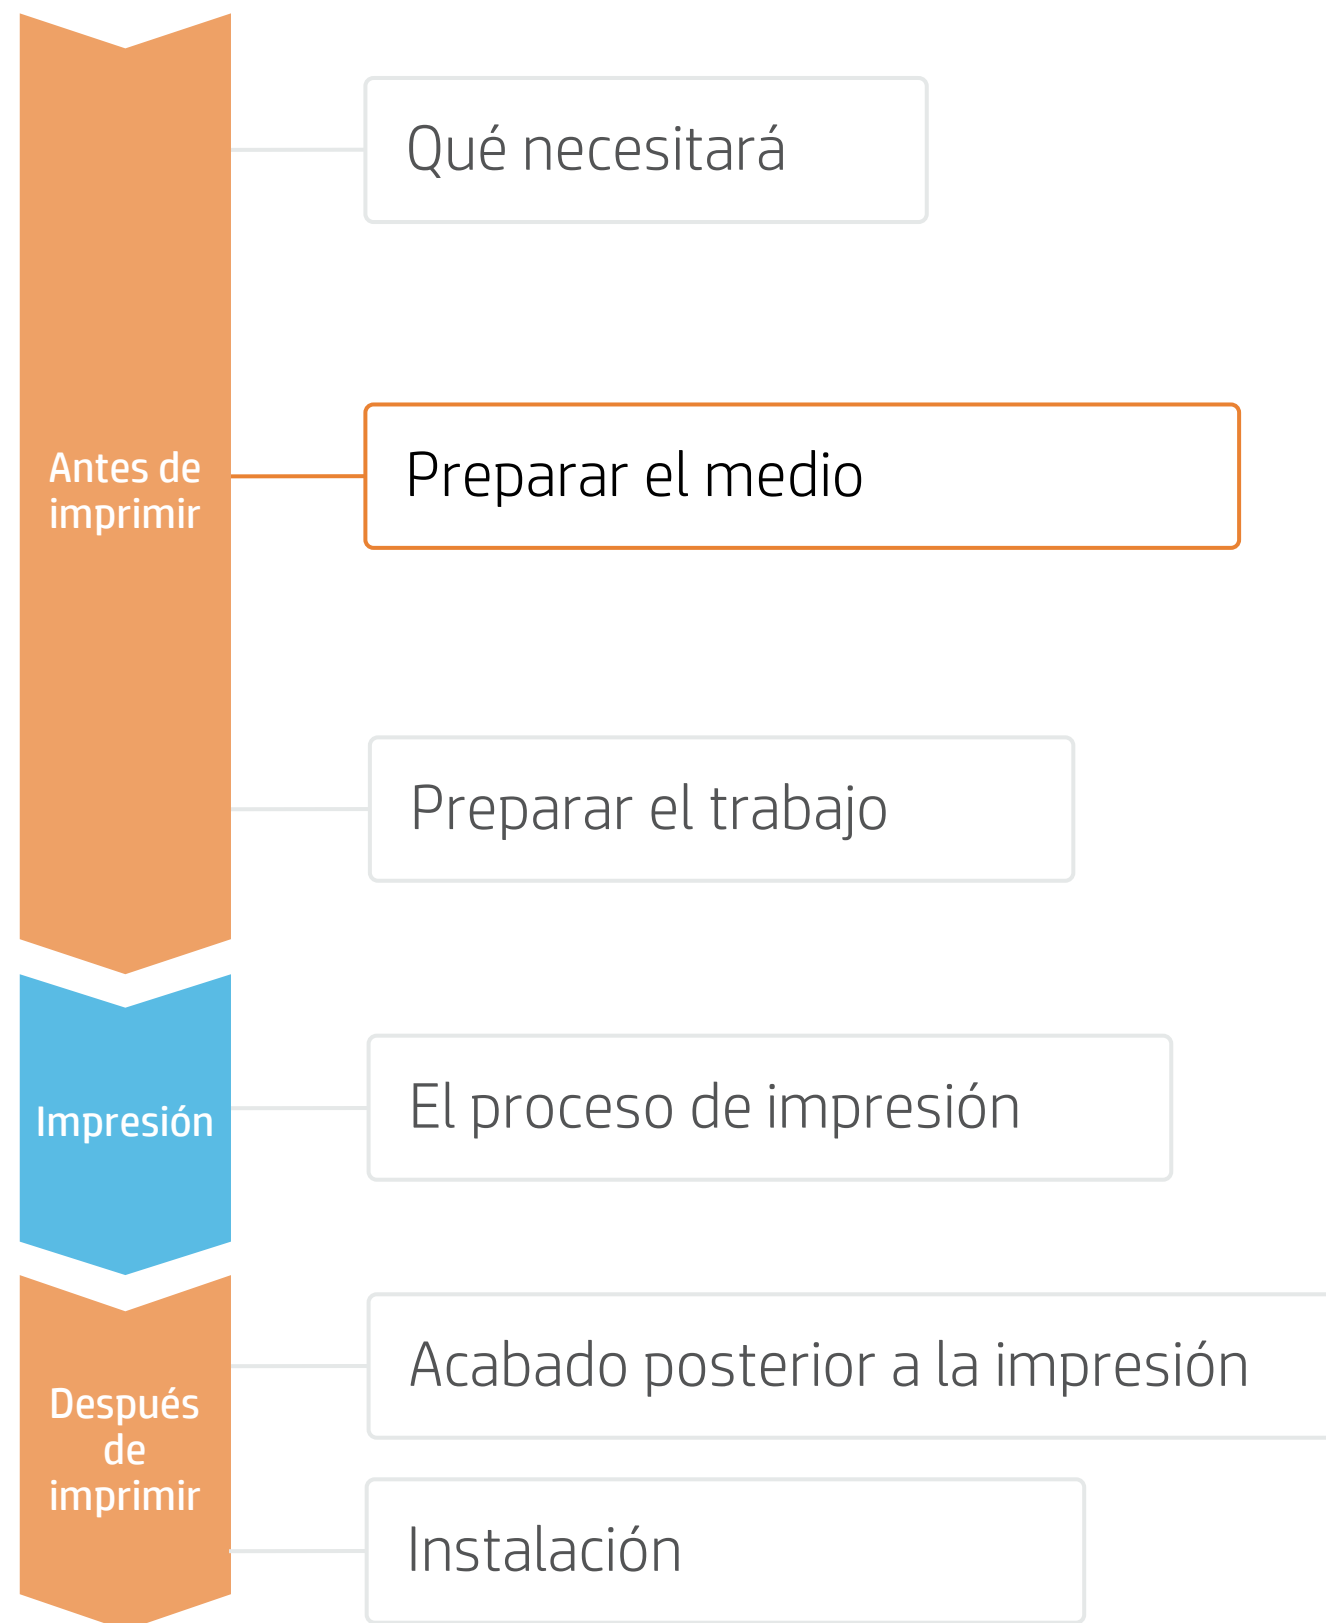 Qué necesitará
Antes de
imprimir
Preparar el medio
Preparar el trabajo
Impresión
El proceso de impresión
Después
de
imprimir
Acabado posterior a la impresión
Instalación